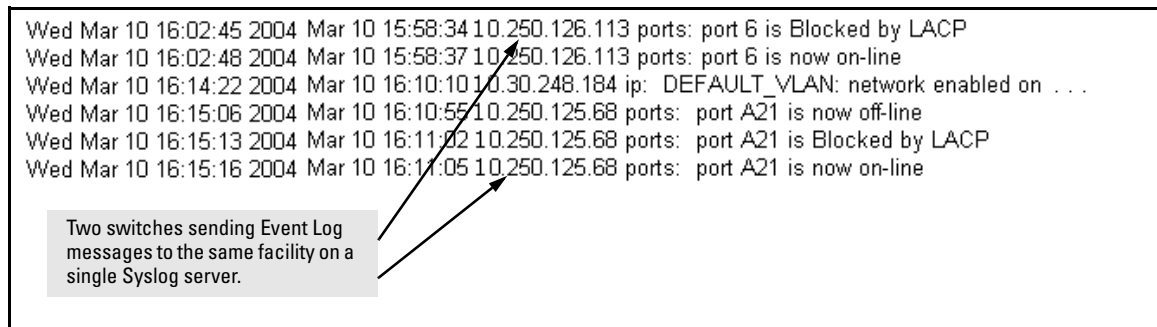 Wed Mar 10 16:02:45 2004 Mar 10 15:58:34 10.250.126.113 ports: port 6 is Blocked by LACP
Wed Mar 10 16:02:48 2004 Mar 10 15:58:37 10.250.126.113 ports: port 6 is now on-line
Wed Mar 10 16:14:22 2004 Mar 10 16:10:10 10.30.248.184 ip: DEFAULT_VLAN: network enabled on . . .
Wed Mar 10 16:15:06 2004 Mar 10 16:10:55 10.250.125.68 ports: port A21 is now off-line
Wed Mar 10 16:15:13 2004 Mar 10 16:11:02 10.250.125.68 ports: port A21 is Blocked by LACP
Wed Mar 10 16:15:16 2004 Mar 10 16:11:05 10.250.125.68 ports: port A21 is now on-line
Two switches sending Event Log
messages to the same facility on a
single Syslog server.